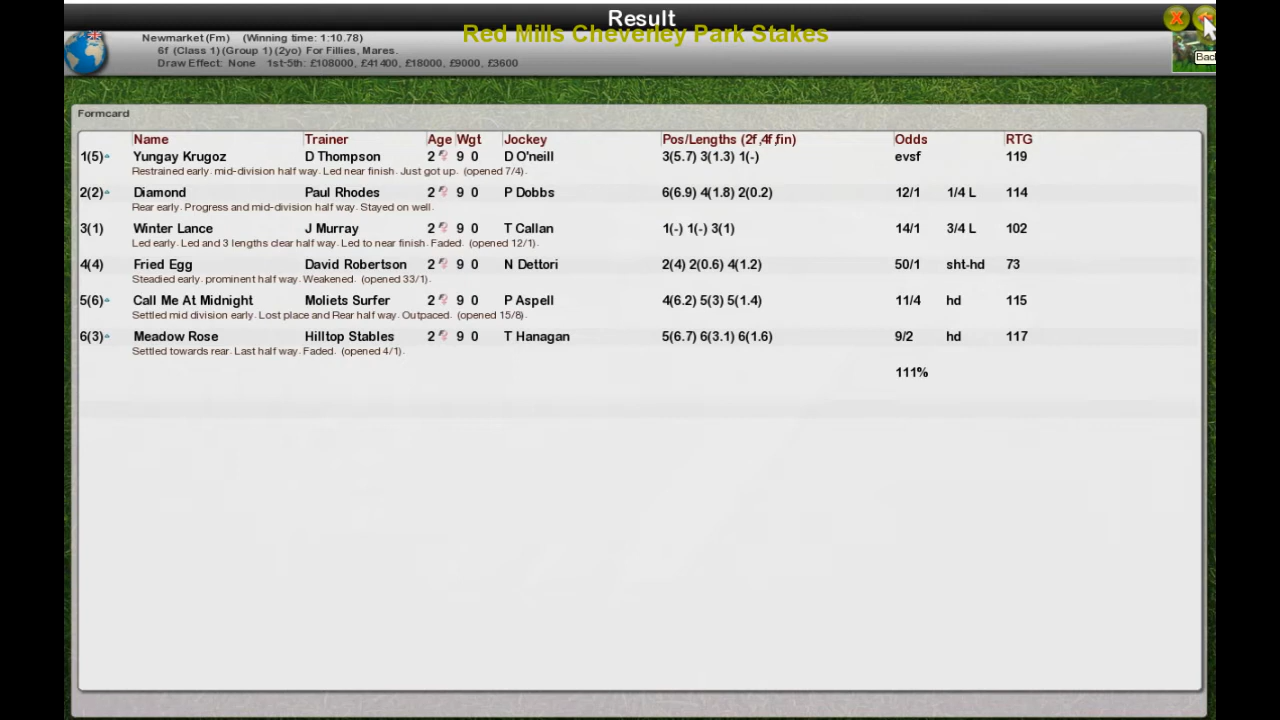 Result
Red Mills Cheverley Park Stakes
Newmarket(Fm) (Winning time: 1:10.78)
6f (Class 1)(Group 1)(2yo) For Fillies, Mares.
Draw Effect: None 1st-5th: £108000, £41400, £18000, £9000, £3600
Formcard
Name Trainer Age Wgt Jockey Pos/Lengths (2f,4f,fin) Odds RTG
1(5) Yungay Krugoz D Thompson 2 9 0 D O'neill 3(5.7) 3(1.3) 1(-) evsf 119
Restrained early. mid-division half way. Led near finish. Just got up. (opened 7/4).
2(2) Diamond Paul Rhodes 2 9 0 P Dobbs 6(6.9) 4(1.8) 2(0.2) 12/1 1/4 L 114
Rear early. Progress and mid-division half way. Stayed on well.
3(1) Winter Lance J Murray 2 9 0 T Callan 1(-) 1(-) 3(1) 14/1 3/4 L 102
Led early. Led and 3 lengths clear half way. Led to near finish. Faded. (opened 12/1).
4(4) Fried Egg David Robertson 2 9 0 N Dettori 2(4) 2(0.6) 4(1.2) 50/1 sht-hd 73
Steadied early. prominent half way. Weakened. (opened 33/1).
5(6) Call Me At Midnight Moliets Surfer 2 9 0 P Aspell 4(6.2) 5(3) 5(1.4) 11/4 hd 115
Settled mid division early. Lost place and Rear half way. Outpaced. (opened 15/8).
6(3) Meadow Rose Hilltop Stables 2 9 0 T Hanagan 5(6.7) 6(3.1) 6(1.6) 9/2 hd 117
Settled towards rear. Last half way. Faded. (opened 4/1).
111%